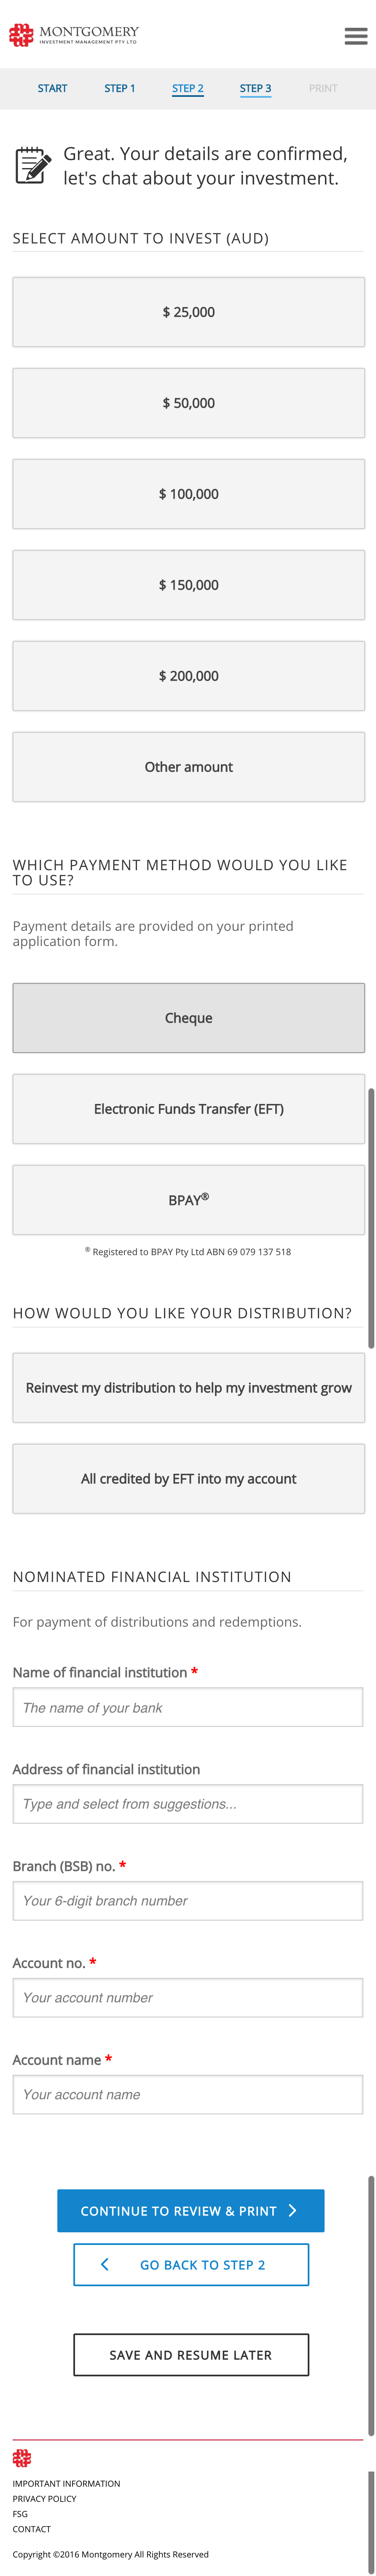 MONTGOMERY
INVESTMENT MANAGEMENT PTY LTD
START STEP 1 STEP 2 STEP 3 PRINT
Great. Your details are confirmed,
let's chat about your investment.
SELECT AMOUNT TO INVEST (AUD)
$ 25,000
$ 50,000
$ 100,000
$ 150,000
$ 200,000
Other amount
WHICH PAYMENT METHOD WOULD YOU LIKE
TO USE?
Payment details are provided on your printed
application form.
Cheque
Electronic Funds Transfer (EFT)
BPAY®
® Registered to BPAY Pty Ltd ABN 69 079 137 518
HOW WOULD YOU LIKE YOUR DISTRIBUTION?
Reinvest my distribution to help my investment grow
All credited by EFT into my account
NOMINATED FINANCIAL INSTITUTION
For payment of distributions and redemptions.
Name of financial institution *
The name of your bank
Address of financial institution
Type and select from suggestions...
Branch (BSB) no. *
Your 6-digit branch number
Account no. *
Your account number
Account name *
Your account name
CONTINUE TO REVIEW & PRINT
GO BACK TO STEP 2
SAVE AND RESUME LATER
IMPORTANT INFORMATION
PRIVACY POLICY
FSG
CONTACT
Copyright ©2016 Montgomery All Rights Reserved